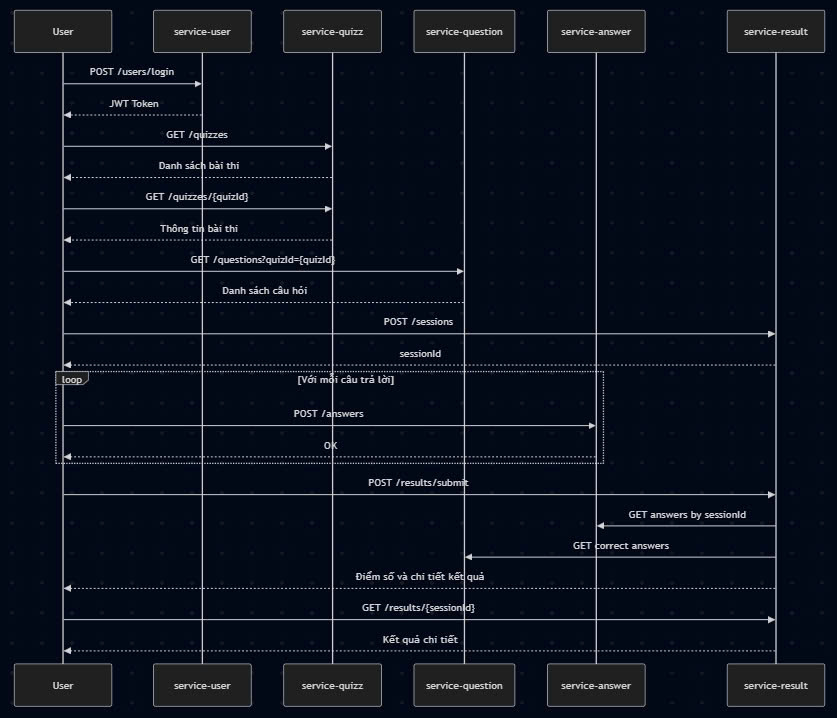 User service-user service-quizz service-question service-answer service-result
POST /users/login
JWT Token
GET /quizzes
Danh sách bài thi
GET /quizzes/{quizId}
Thông tin bài thi
GET /questions?quizId={quizId}
Danh sách câu hỏi
POST /sessions
sessionId
loop [Với mỗi câu trả lời]
POST /answers
OK
POST /results/submit
GET answers by sessionId
GET correct answers
Điểm số và chi tiết kết quả
GET /results/{sessionId}
Kết quả chi tiết
User service-user service-quizz service-question service-answer service-result